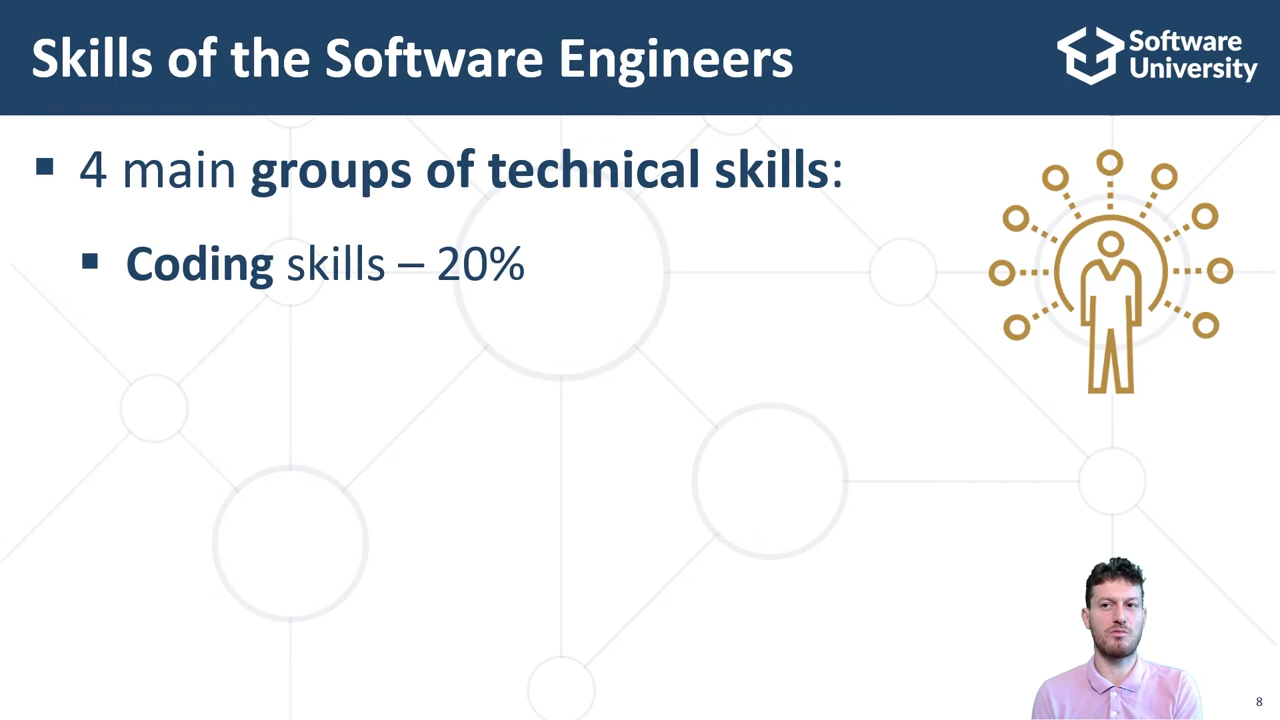 Skills of the Software Engineers
Software
University
▪ 4 main groups of technical skills:
▪ Coding skills – 20%
8